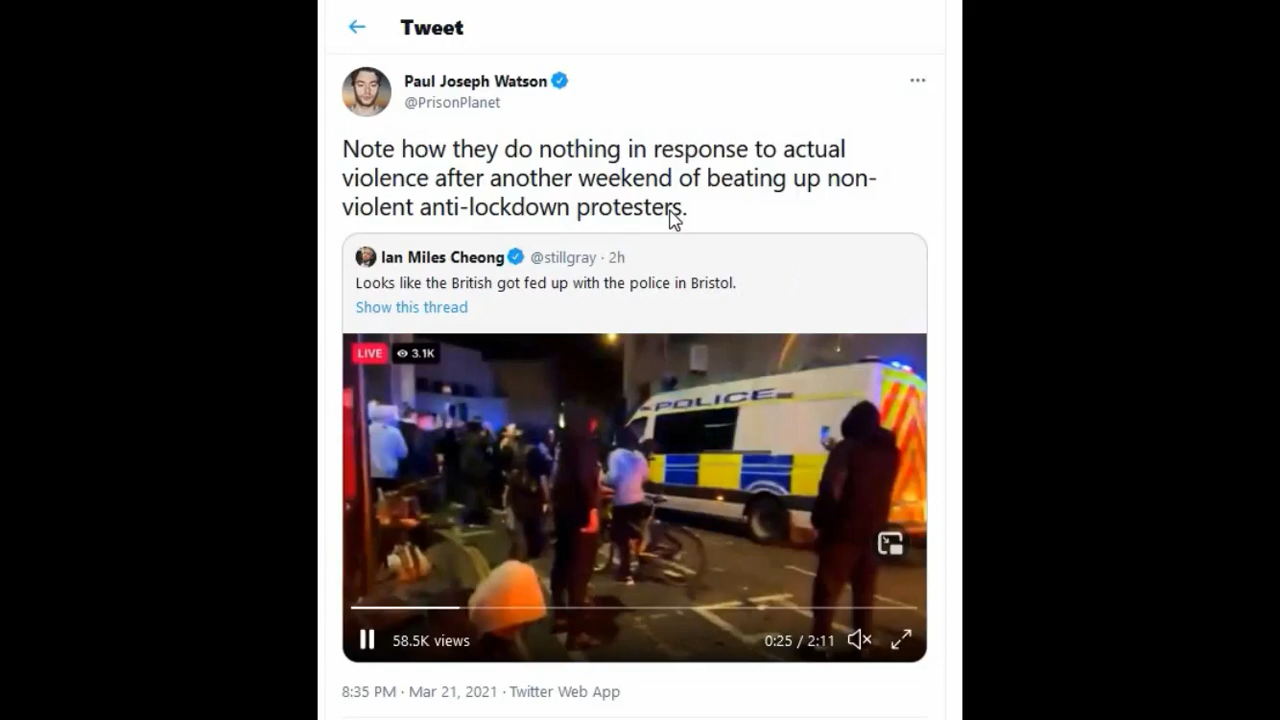 Tweet
Paul Joseph Watson
@PrisonPlanet
Note how they do nothing in response to actual
violence after another weekend of beating up non-
violent anti-lockdown protesters.
Ian Miles Cheong @stillgray · 2h
Looks like the British got fed up with the police in Bristol.
Show this thread
LIVE 3.1K
POLICE
58.5K views 0:25 / 2:11
8:35 PM · Mar 21, 2021 · Twitter Web App